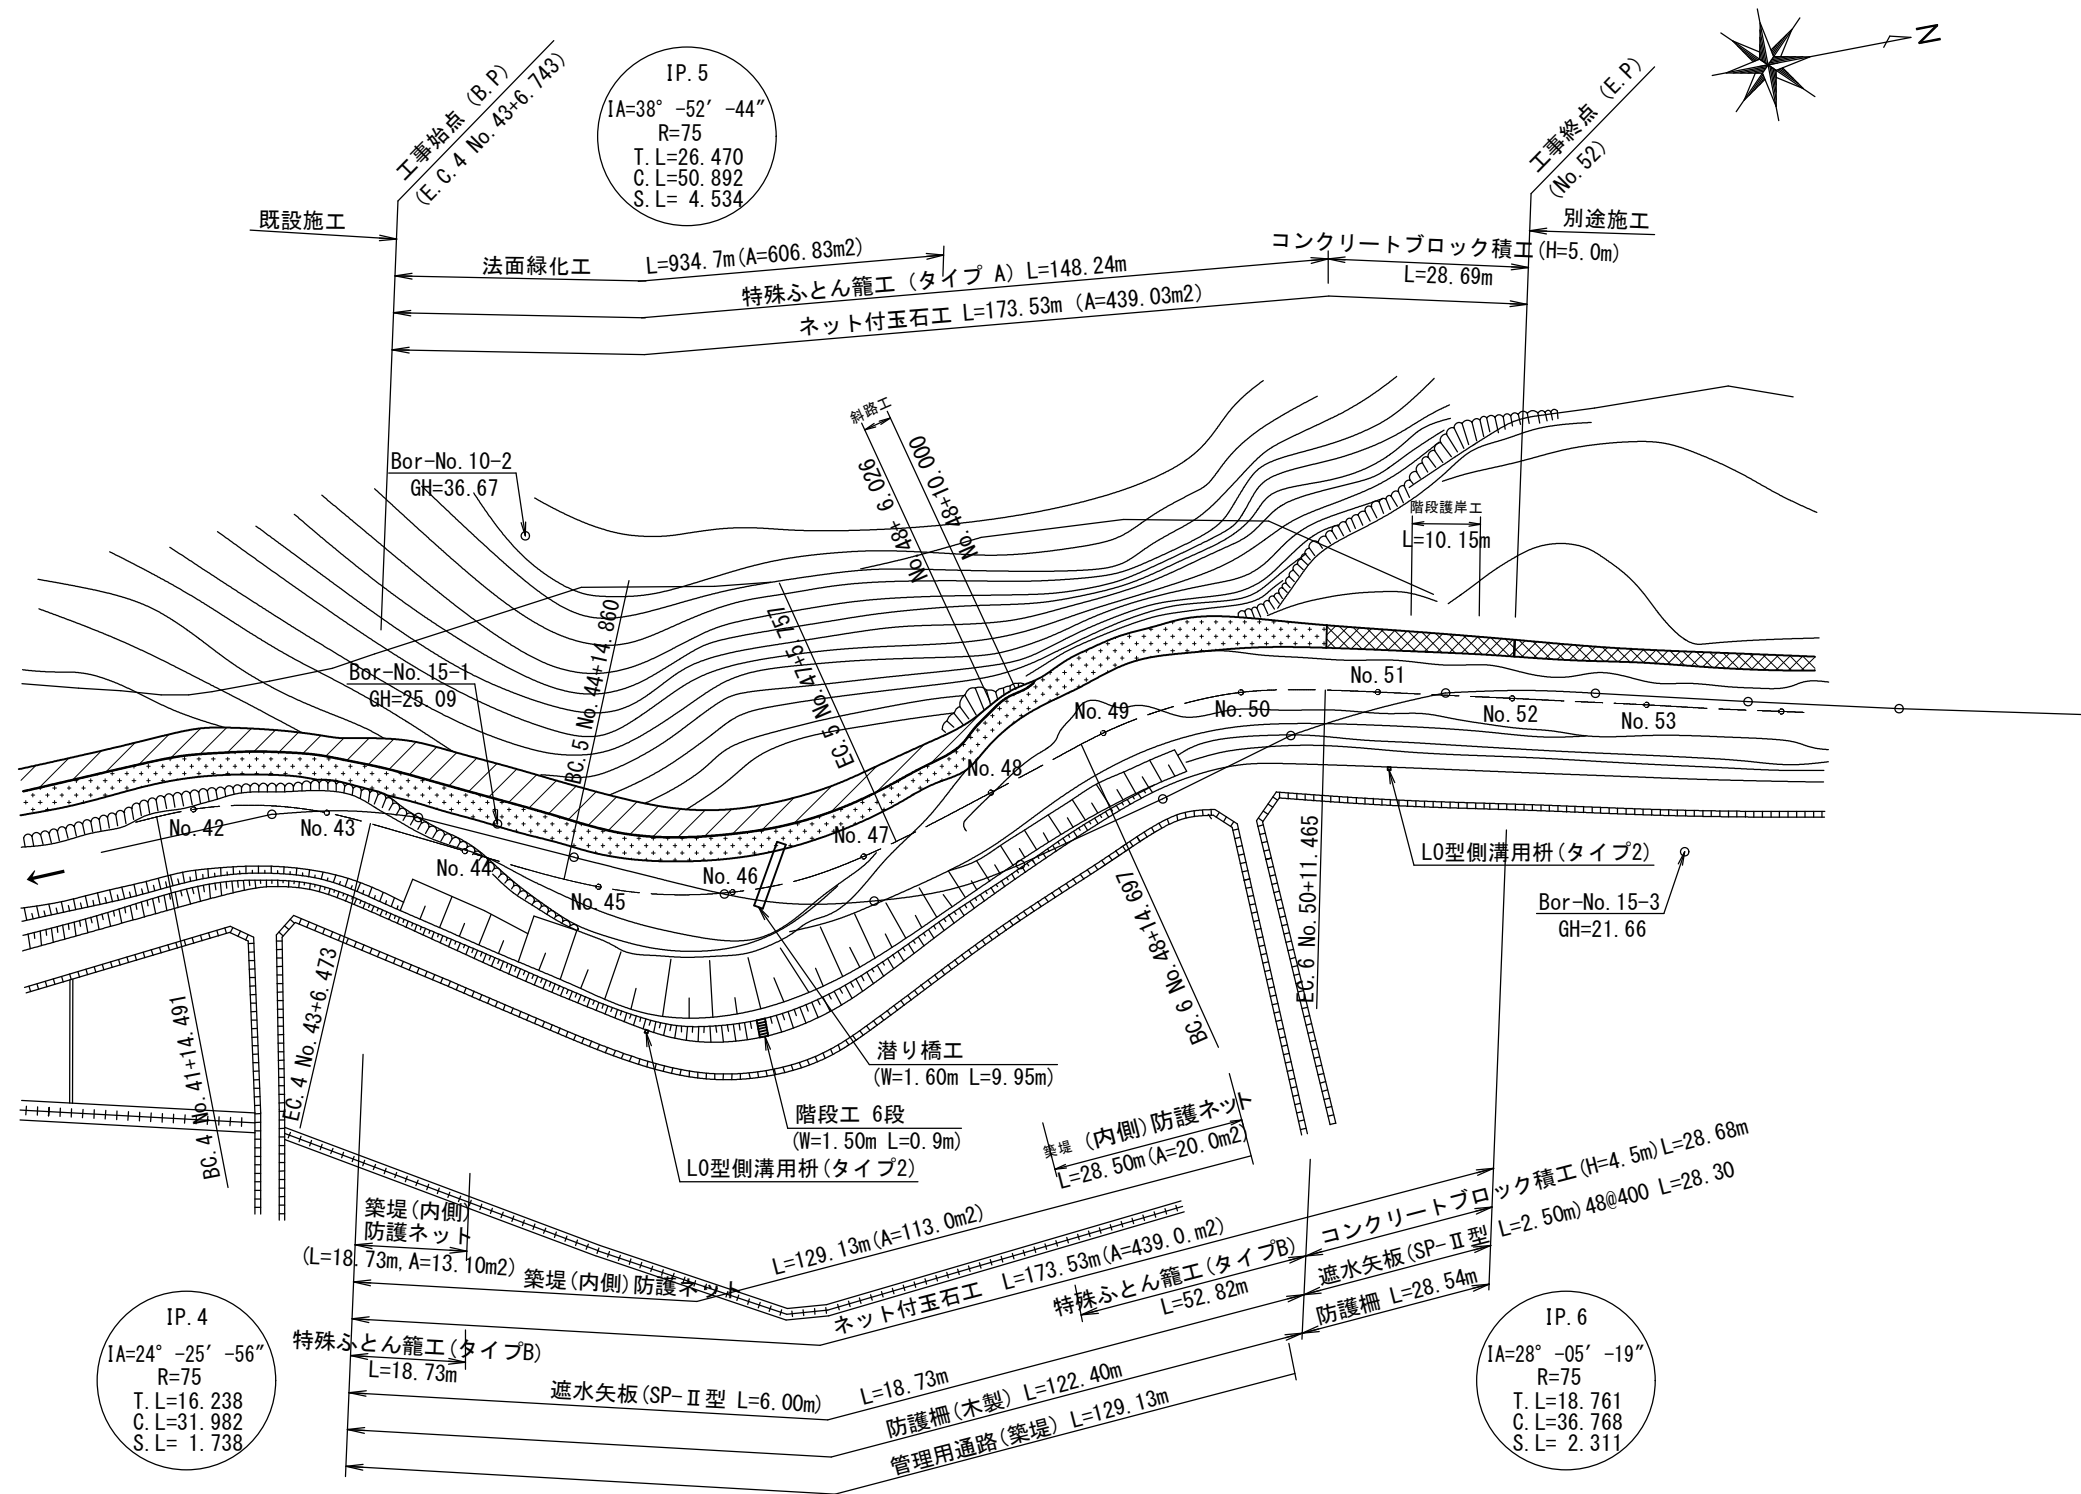 N
工事始点 (B.P)
(E.C.4 No.43+6.743)
IP.5
IA=38° -52′ -44″
R=75
T.L=26.470
C.L=50.892
S.L= 4.534
工事終点 (E.P)
(No.52)
既設施工
別途施工
法面緑化工 L=934.7m(A=606.83m2)
コンクリートブロック積工(H=5.0m)
L=28.69m
特殊ふとん籠工 (タイプ A) L=148.24m
ネット付玉石工 L=173.53m (A=439.03m2)
斜路工
No.48+ 6.026
No.48+10.000
Bor-No.10-2
GH=36.67
階段護岸工
L=10.15m
BC.5 No.44+14.860
EC.5 No.47+5.757
Bor-No.15-1
GH=25.09
No.42
No.43
No.44
No.45
No.46
No.47
No.48
No.49
No.50
No.51
No.52
No.53
BC.4 No.41+14.491
EC.4 No.43+6.473
BC.6 No.48+14.697
EC.6 No.50+11.465
LO型側溝用枡(タイプ2)
Bor-No.15-3
GH=21.66
潜り橋工
(W=1.60m L=9.95m)
階段工 6段
(W=1.50m L=0.9m)
LO型側溝用枡(タイプ2)
築堤 (内側)防護ネット
L=28.50m(A=20.0m2)
築堤(内側)
防護ネット
(L=18.73m,A=13.10m2)
築堤(内側)防護ネット L=129.13m(A=113.0m2)
ネット付玉石工 L=173.53m(A=439.0.m2)
コンクリートブロック積工(H=4.5m)L=28.68m
特殊ふとん籠工(タイプB)
L=52.82m
遮水矢板(SP-Ⅱ型 L=2.50m)48@400 L=28.30
防護柵 L=28.54m
特殊ふとん籠工(タイプB)
L=18.73m
遮水矢板(SP-Ⅱ型 L=6.00m) L=18.73m
防護柵(木製) L=122.40m
管理用通路(築堤) L=129.13m
IP.4
IA=24° -25′ -56″
R=75
T.L=16.238
C.L=31.982
S.L= 1.738
IP.6
IA=28° -05′ -19″
R=75
T.L=18.761
C.L=36.768
S.L= 2.311